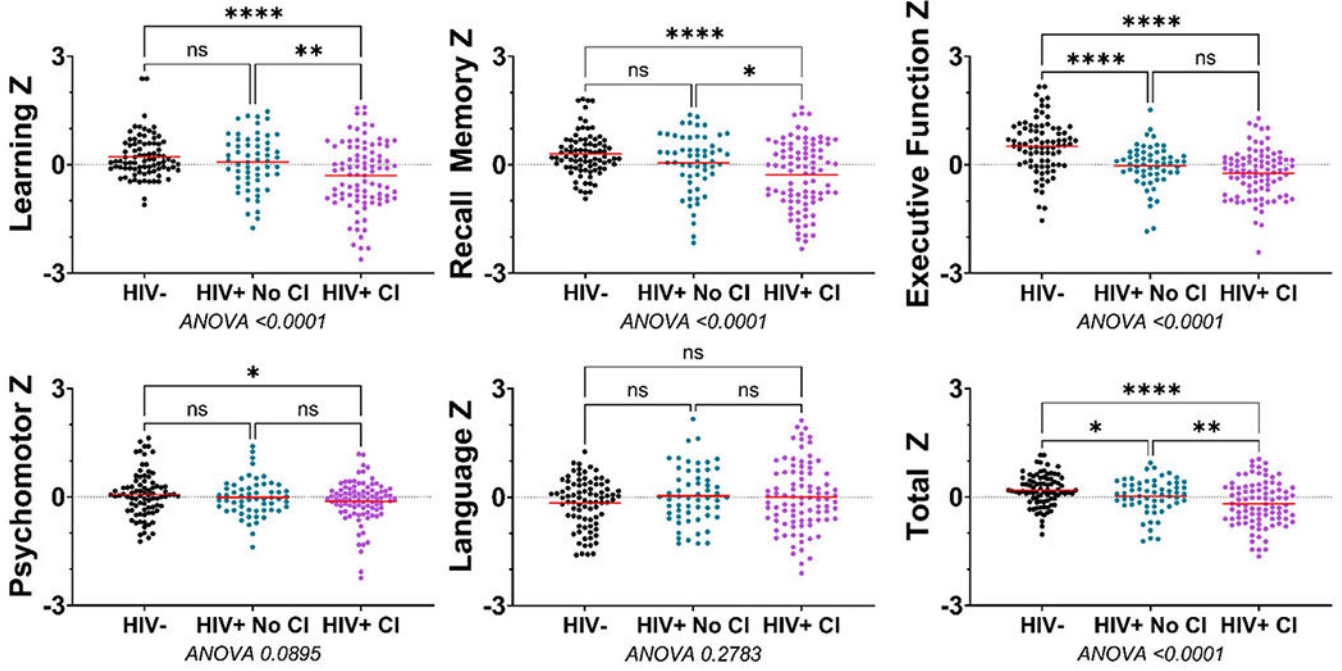 Learning Z
3
0
-3
****
ns
**
HIV-
HIV+ No CI
HIV+ CI
ANOVA <0.0001
Recall Memory Z
3
0
-3
****
ns
*
HIV-
HIV+ No CI
HIV+ CI
ANOVA <0.0001
Executive Function Z
3
0
-3
****
****
ns
HIV-
HIV+ No CI
HIV+ CI
ANOVA <0.0001
Psychomotor Z
3
0
-3
*
ns
ns
HIV-
HIV+ No CI
HIV+ CI
ANOVA 0.0895
Language Z
3
0
-3
ns
ns
ns
HIV-
HIV+ No CI
HIV+ CI
ANOVA 0.2783
Total Z
3
0
-3
****
*
**
HIV-
HIV+ No CI
HIV+ CI
ANOVA <0.0001